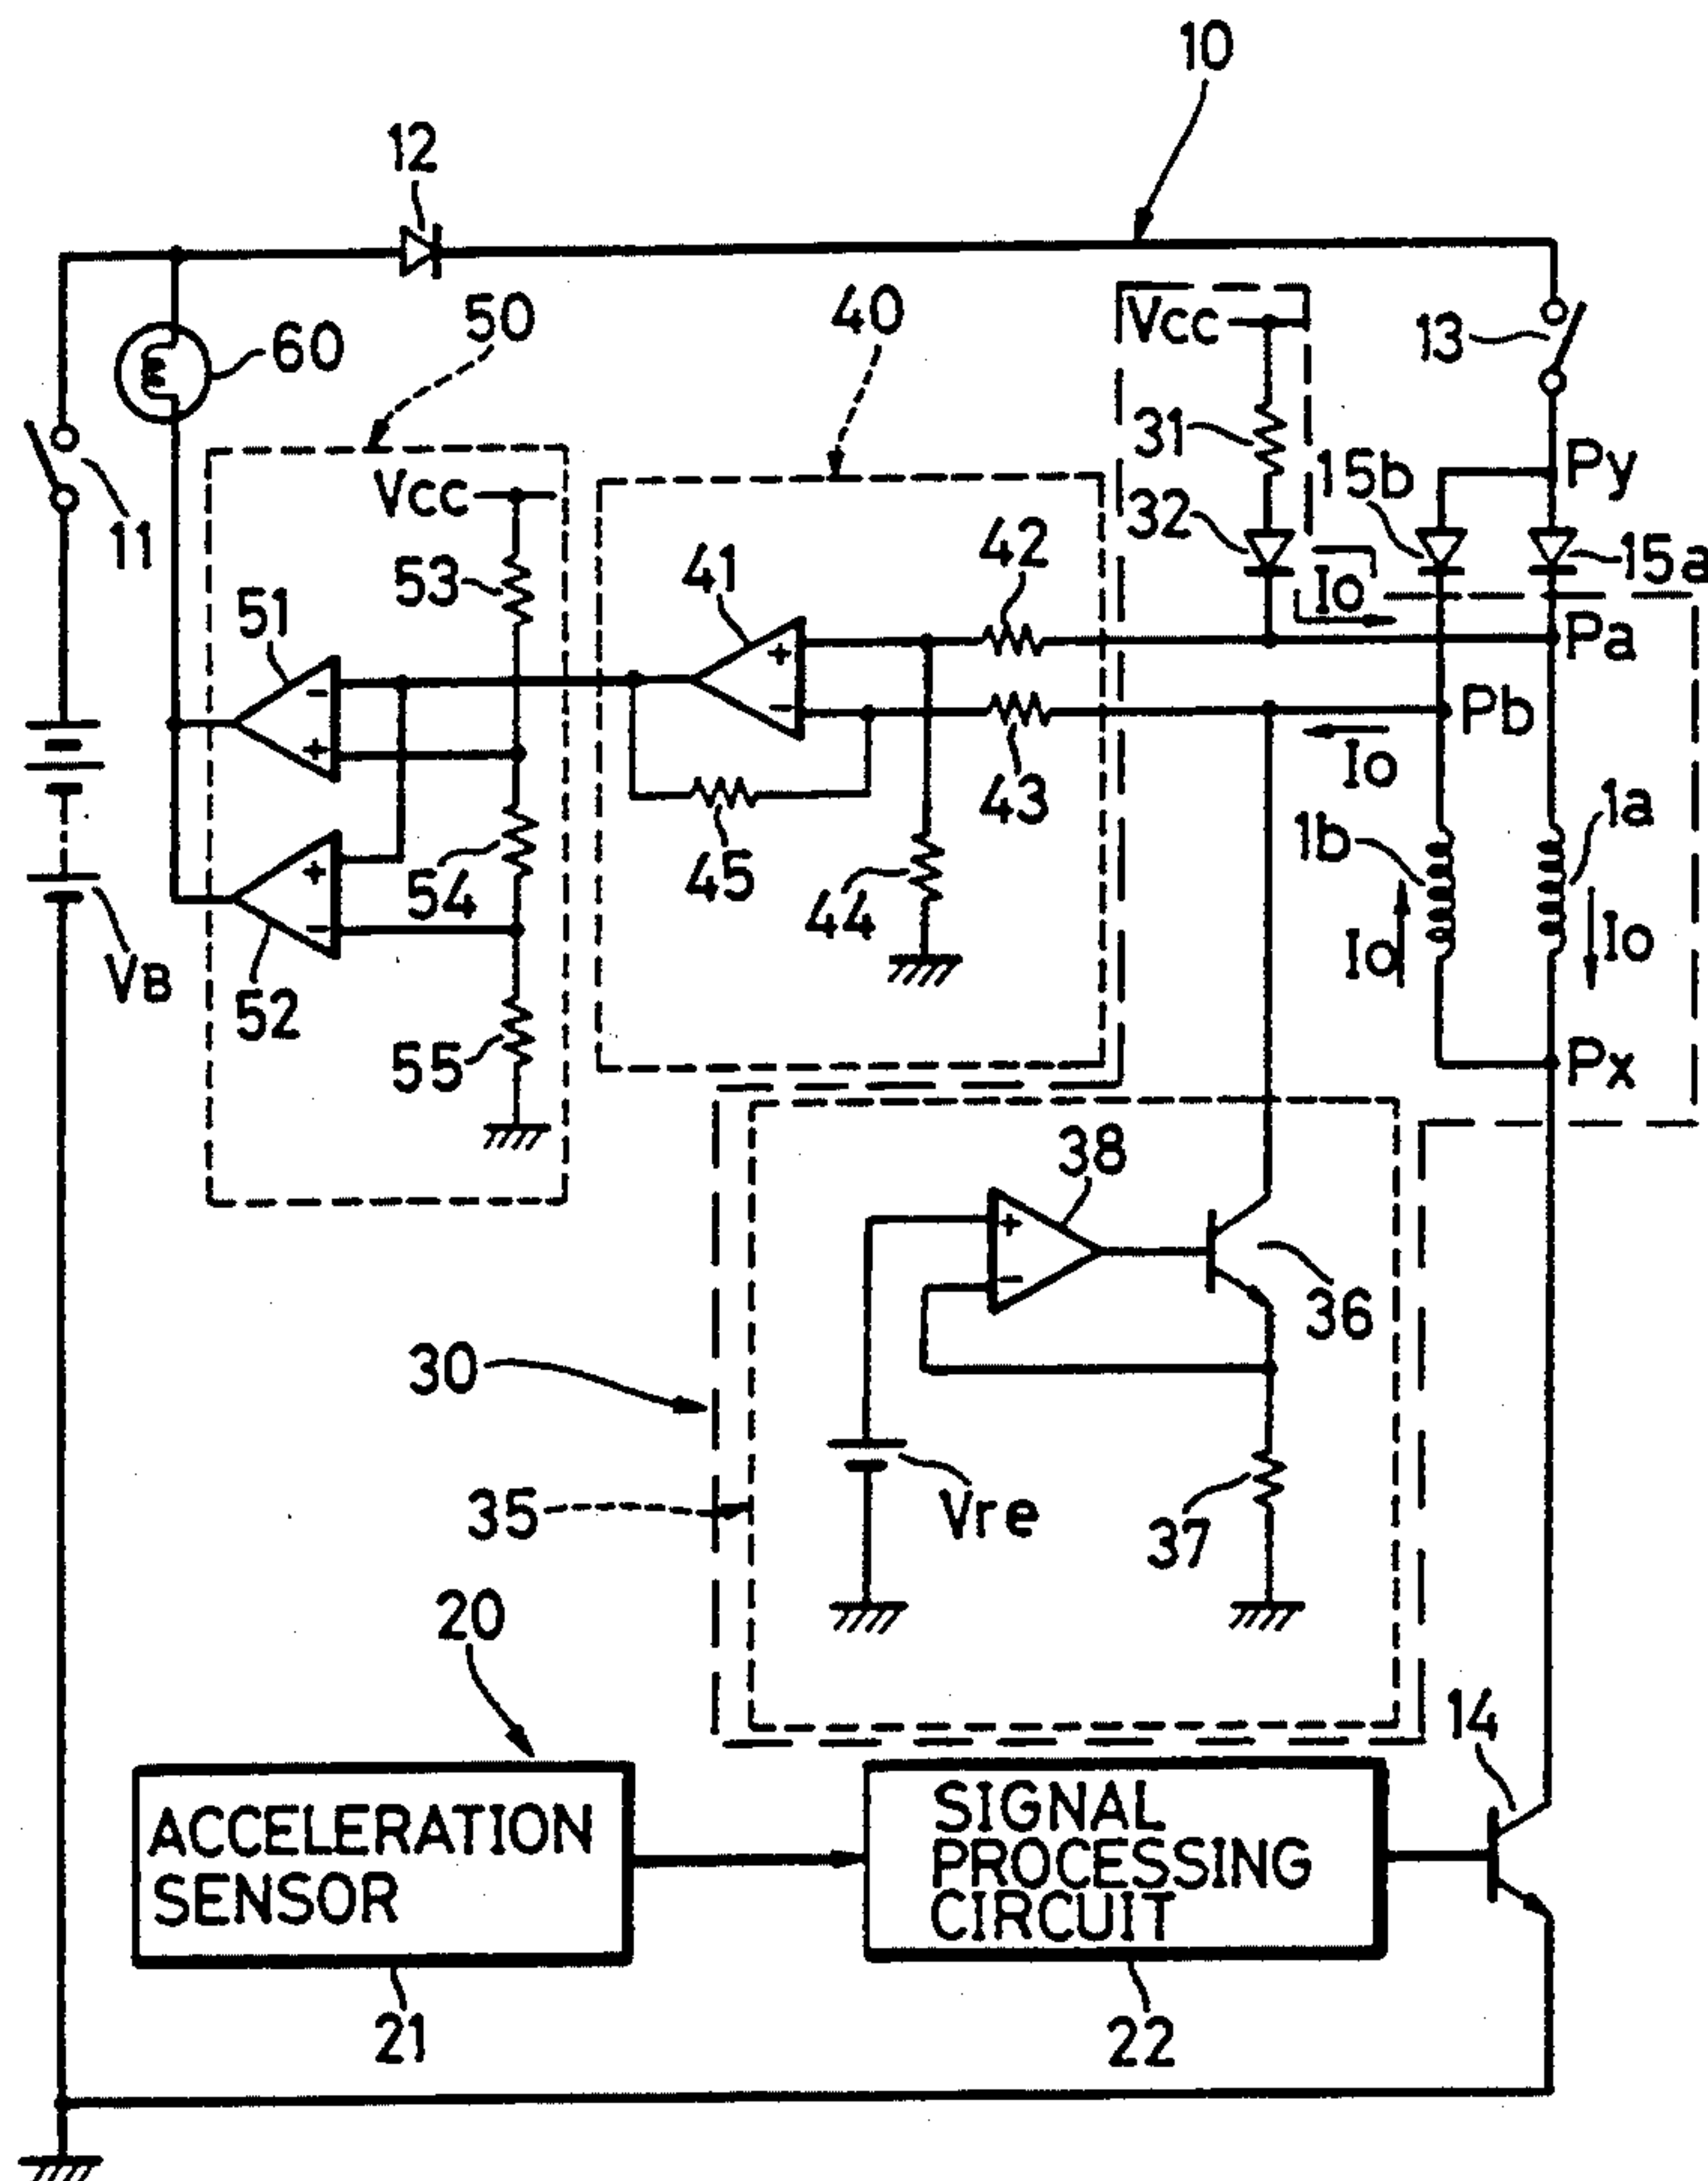 10
12
50
40
Vcc
13
60
31
15b
Py
11
Vcc
42
32
15a
53
41
Io
51
+
Pa
-
-
Pb
+
43
Io
1a
45
1b
54
+
44
-
Io
Io
VB
52
55
Px
38
+
-
36
30
Vre
35
37
20
14
ACCELERATION
SENSOR
SIGNAL
PROCESSING
CIRCUIT
21
22